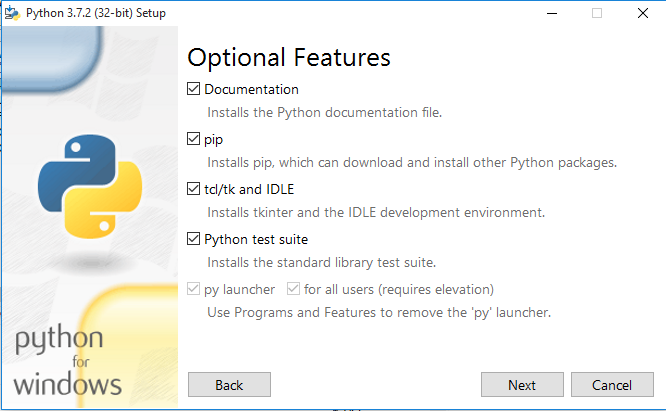 Python 3.7.2 (32-bit) Setup
Optional Features
Documentation
Installs the Python documentation file.
pip
Installs pip, which can download and install other Python packages.
tcl/tk and IDLE
Installs tkinter and the IDLE development environment.
Python test suite
Installs the standard library test suite.
py launcher for all users (requires elevation)
Use Programs and Features to remove the 'py' launcher.
python
for
windows
Back Next Cancel